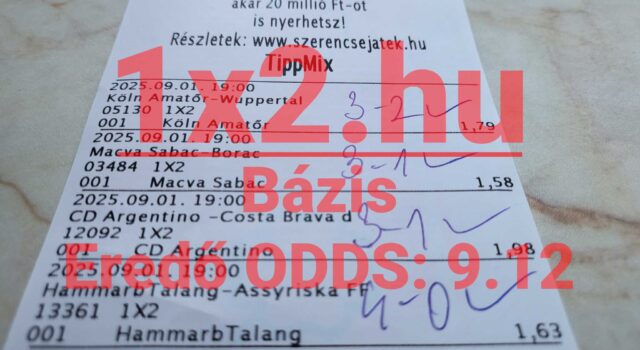 akár 20 millió Ft-ot
is nyerhetsz!
Részletek: www.szerencsejatek.hu
TippMix
2025.09.01. 19:00
Köln Amatőr-Wuppertal
05130 1X2
001 Köln Amatőr 1,79
3-2
2025.09.01. 19:00
Macva Sabac-Borac
03484 1X2
001 Macva Sabac 1,58
3-1
2025.09.01. 19:00
CD Argentino -Costa Brava d
12092 1X2
001 CD Argentino 1,98
3-1
2025.09.01. 19:00
HammarbTalang-Assyriska FF
13361 1X2
001 HammarbTalang 1,63
4-0
1x2.hu
Bázis
Eredő ODDS: 9.12